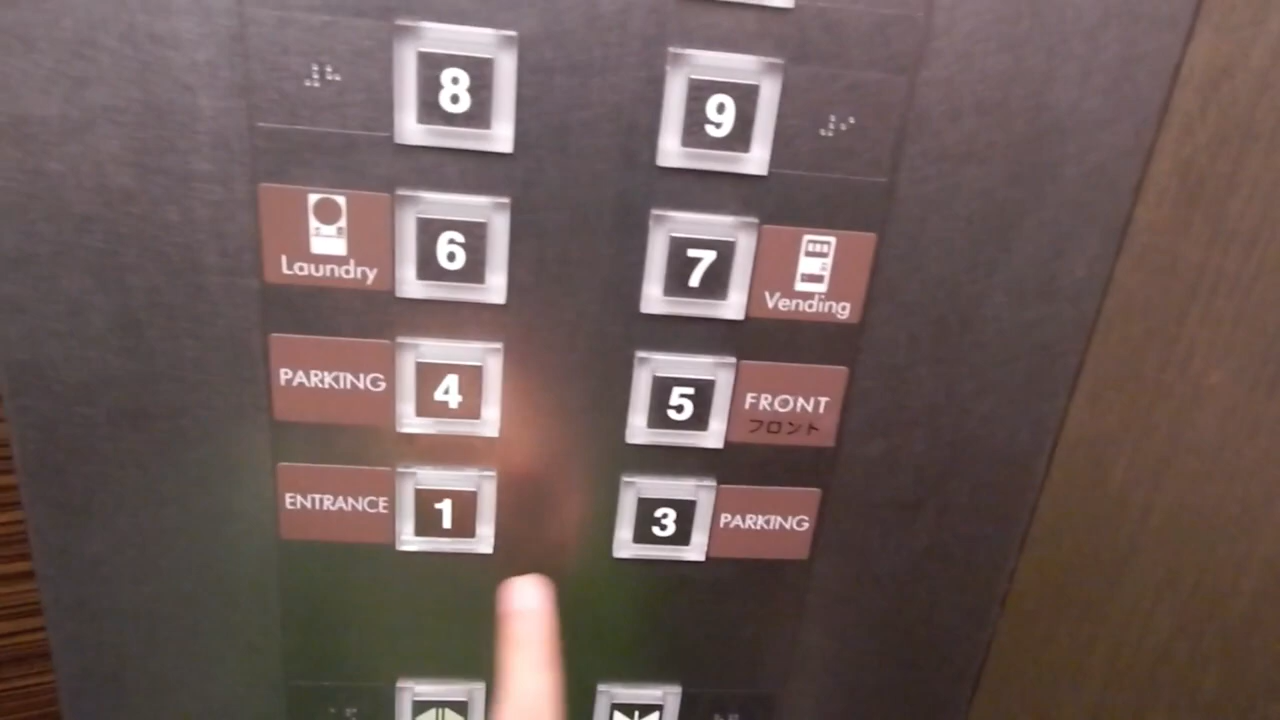 8
9
Laundry
6
7
Vending
PARKING
4
5
FRONT
フロント
ENTRANCE
1
3
PARKING